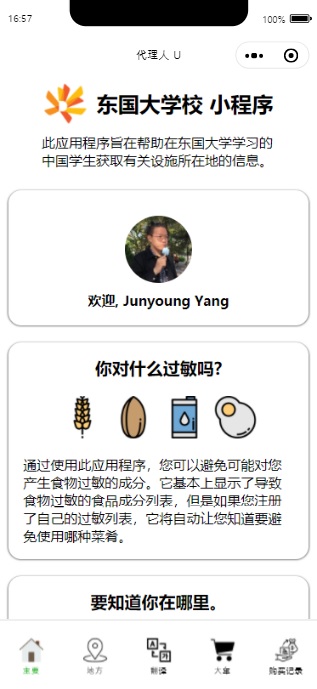 16:57
100%
代理人 U
东国大学校 小程序
此应用程序旨在帮助在东国大学学习的
中国学生获取有关设施所在地的信息。
欢迎, Junyoung Yang
你对什么过敏吗?
通过使用此应用程序，您可以避免可能对您
产生食物过敏的成分。它基本上显示了导致
食物过敏的食品成分列表，但是如果您注册
了自己的过敏列表，它将自动让您知道要避
免使用哪种菜肴。
要知道你在哪里。
主要
地方
翻译
大车
购买记录